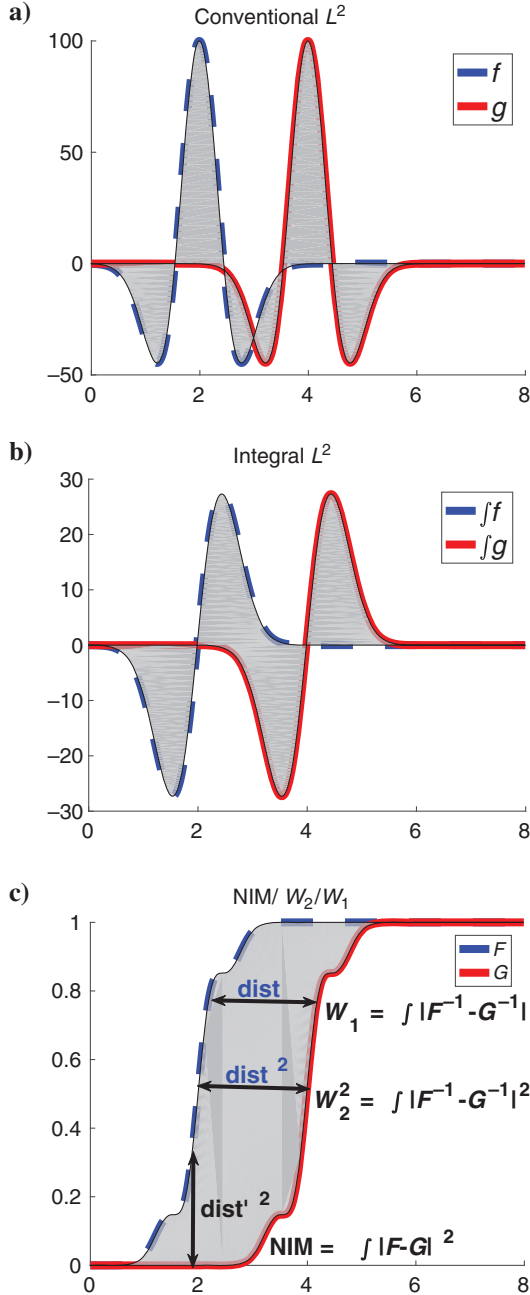 a)
Conventional L²
100
50
0
−50
0 2 4 6 8
f
g
b)
Integral L²
30
20
10
0
−10
−20
−30
0 2 4 6 8
∫f
∫g
c)
NIM/ W₂/W₁
1
0.8
0.6
0.4
0.2
0
0 2 4 6 8
F
G
dist
W₁ = ∫ |F⁻¹ -G⁻¹|
dist ²
W₂² = ∫ |F⁻¹ -G⁻¹|²
dist' ²
NIM = ∫ |F-G| ²